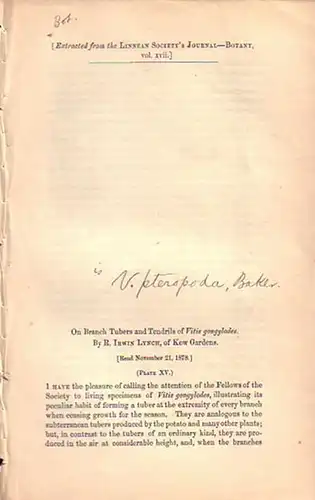 Bot.
[Extracted from the LINNEAN SOCIETY'S JOURNAL—BOTANY,
vol. xvii.]
is
V. pteropoda, Baker.
On Branch Tubers and Tendrils of Vitis gongylodes.
By R. IRWIN LYNCH, of Kew Gardens.
[Read November 21, 1878.]
(PLATE XV.)
I HAVE the pleasure of calling the attention of the Fellows of the
Society to living specimens of Vitis gongylodes, illustrating its
peculiar habit of forming a tuber at the extremity of every branch
when ceasing growth for the season. They are analogous to the
subterranean tubers produced by the potato and many other plants;
but, in contrast to the tubers of an ordinary kind, they are pro-
duced in the air at considerable height, and, when the branches